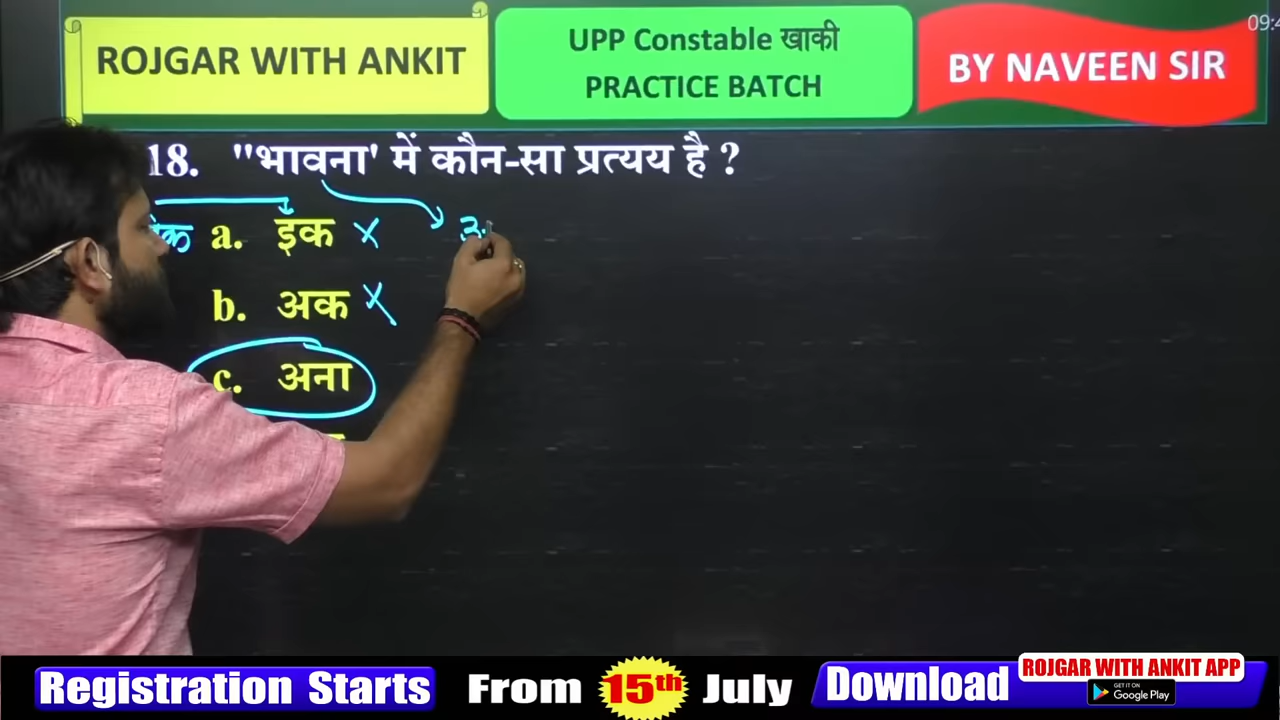 ROJGAR WITH ANKIT
UPP Constable खाकी
PRACTICE BATCH
BY NAVEEN SIR
18. "भावना' में कौन-सा प्रत्यय है ?
a. इक
b. अक
c. अना
Registration Starts From 15th July Download
ROJGAR WITH ANKIT APP
GET IT ON
Google Play